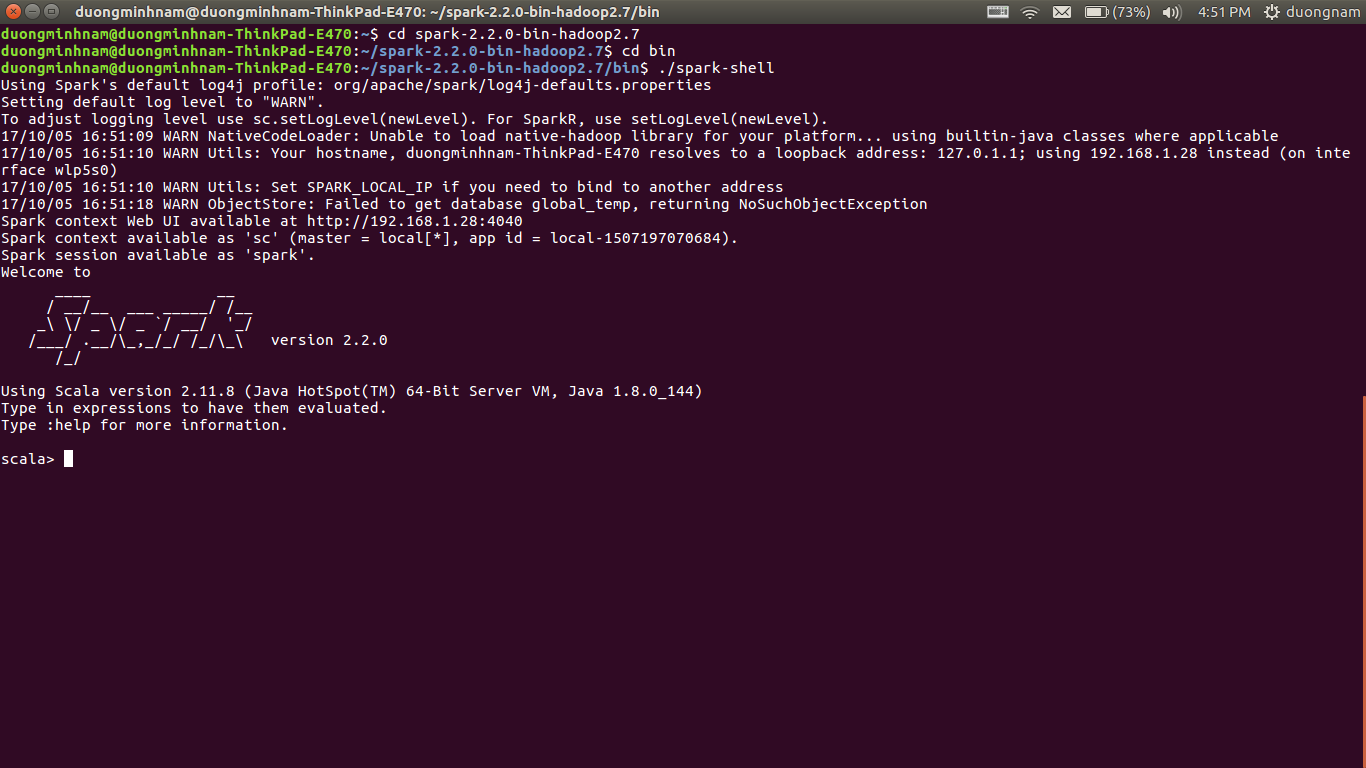 duongminhnam@duongminhnam-ThinkPad-E470: ~/spark-2.2.0-bin-hadoop2.7/bin (73%) 4:51 PM duongnam
duongminhnam@duongminhnam-ThinkPad-E470:~$ cd spark-2.2.0-bin-hadoop2.7
duongminhnam@duongminhnam-ThinkPad-E470:~/spark-2.2.0-bin-hadoop2.7$ cd bin
duongminhnam@duongminhnam-ThinkPad-E470:~/spark-2.2.0-bin-hadoop2.7/bin$ ./spark-shell
Using Spark's default log4j profile: org/apache/spark/log4j-defaults.properties
Setting default log level to "WARN".
To adjust logging level use sc.setLogLevel(newLevel). For SparkR, use setLogLevel(newLevel).
17/10/05 16:51:09 WARN NativeCodeLoader: Unable to load native-hadoop library for your platform... using builtin-java classes where applicable
17/10/05 16:51:10 WARN Utils: Your hostname, duongminhnam-ThinkPad-E470 resolves to a loopback address: 127.0.1.1; using 192.168.1.28 instead (on inte
rface wlp5s0)
17/10/05 16:51:10 WARN Utils: Set SPARK_LOCAL_IP if you need to bind to another address
17/10/05 16:51:18 WARN ObjectStore: Failed to get database global_temp, returning NoSuchObjectException
Spark context Web UI available at http://192.168.1.28:4040
Spark context available as 'sc' (master = local[*], app id = local-1507197070684).
Spark session available as 'spark'.
Welcome to
      ____              __
     / __/__  ___ _____/ /__
    _\ \/ _ \/ _ `/ __/  '_/
   /___/ .__/\_,_/_/ /_/\_\   version 2.2.0
      /_/
Using Scala version 2.11.8 (Java HotSpot(TM) 64-Bit Server VM, Java 1.8.0_144)
Type in expressions to have them evaluated.
Type :help for more information.
scala>